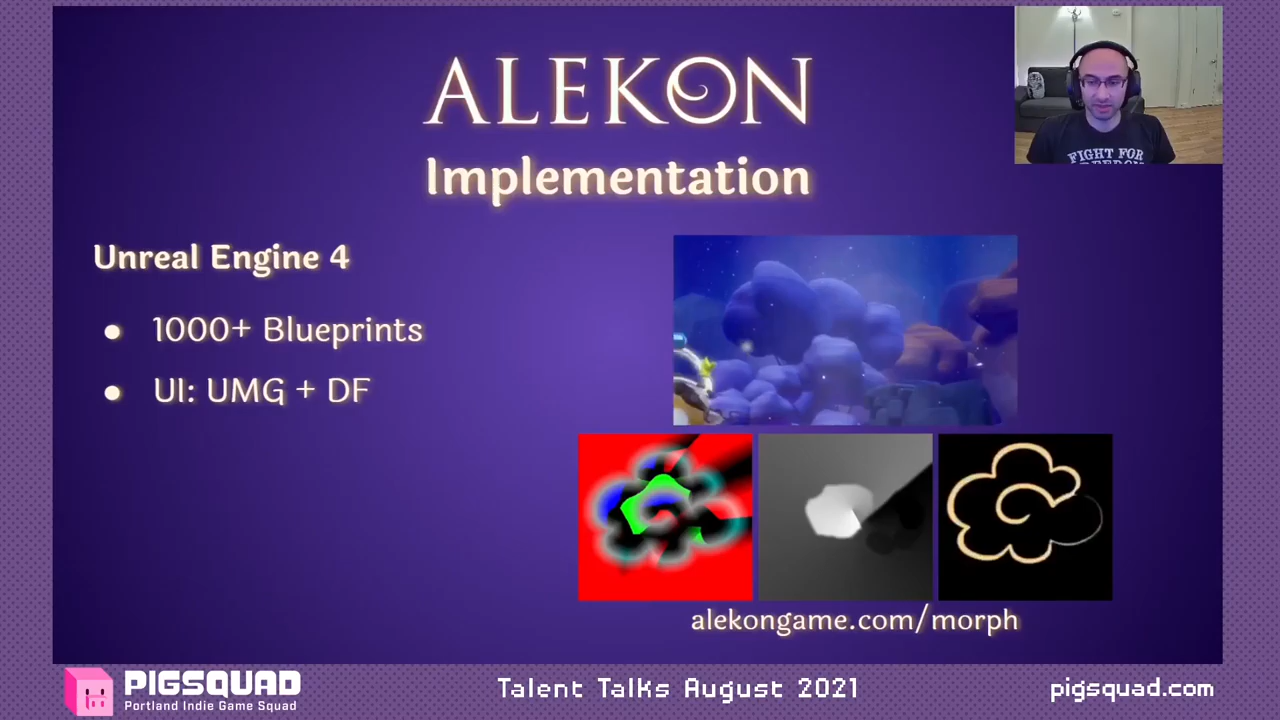 ALEKON
Implementation
FIGHT FOR
FREEDOM
Unreal Engine 4
• 1000+ Blueprints
• UI: UMG + DF
alekongame.com/morph
PIGSQUAD
Portland Indie Game Squad
Talent Talks August 2021
pigsquad.com